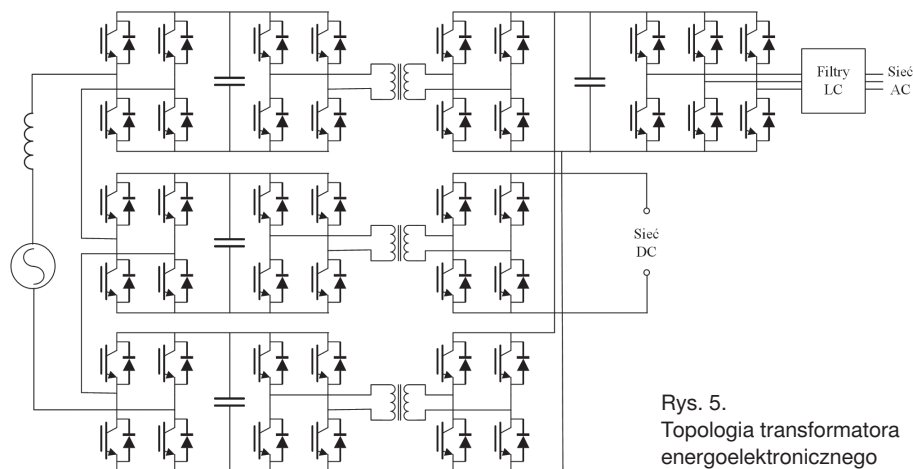 Filtry
LC
Sieć
AC
Sieć
DC
Rys. 5.
Topologia transformatora
energoelektronicznego